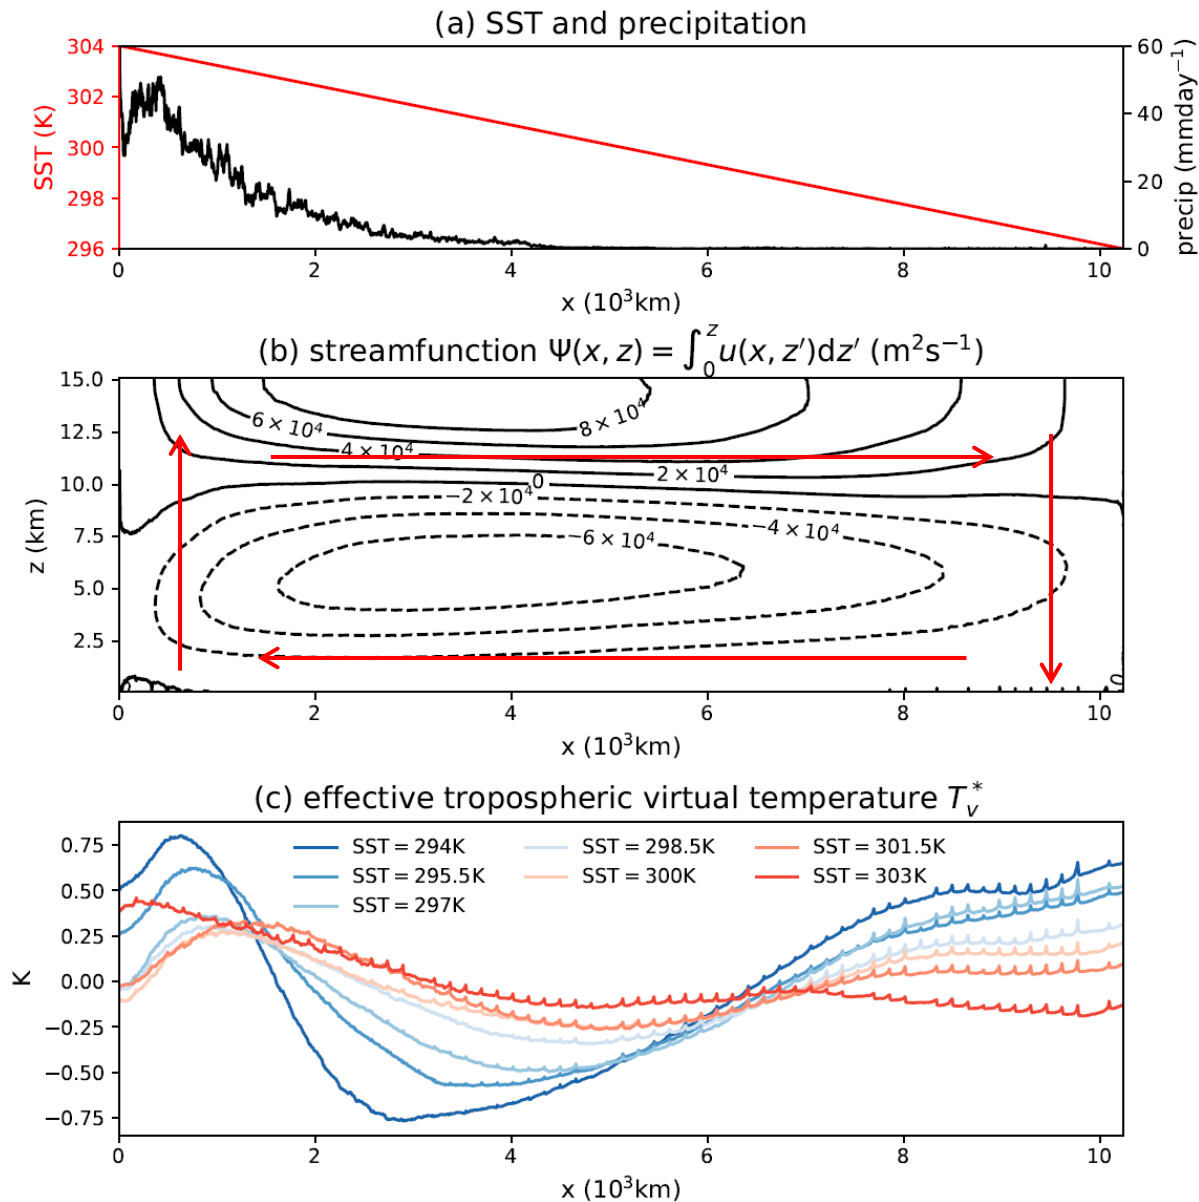 (a) SST and precipitation
304
302
300
298
296
SST (K)
60
40
20
0
precip (mmday⁻¹)
0 2 4 6 8 10
x (10³km)
(b) streamfunction Ψ(x, z) = ∫₀ᶻ u(x, z′)dz′ (m²s⁻¹)
15.0
12.5
10.0
7.5
5.0
2.5
z (km)
6 × 10⁴
8 × 10⁴
4 × 10⁴
2 × 10⁴
0
−2 × 10⁴
−4 × 10⁴
−6 × 10⁴
0
0
0 2 4 6 8 10
x (10³km)
(c) effective tropospheric virtual temperature T*ᵥ
0.75
0.50
0.25
0.00
−0.25
−0.50
−0.75
K
SST = 294K
SST = 295.5K
SST = 297K
SST = 298.5K
SST = 300K
SST = 301.5K
SST = 303K
0 2 4 6 8 10
x (10³km)